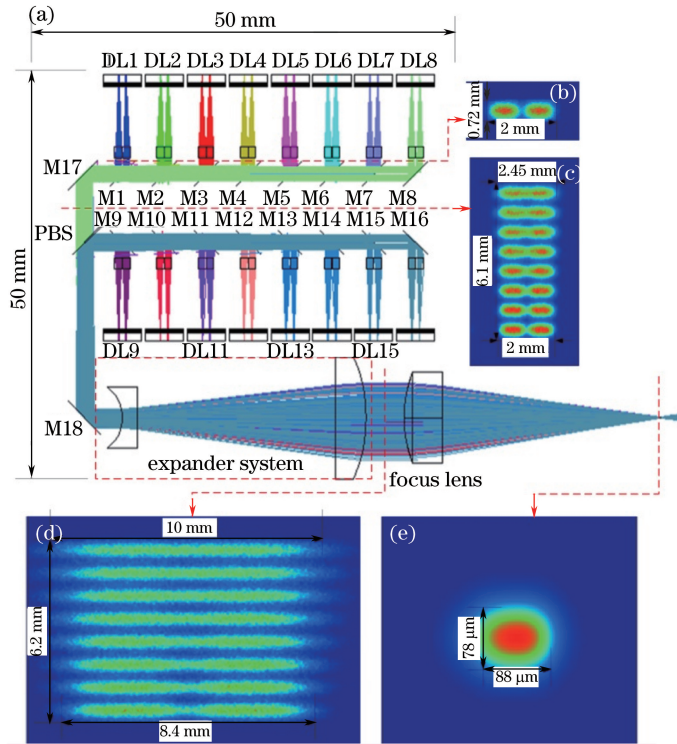 (a)
50 mm
DL1 DL2 DL3 DL4 DL5 DL6 DL7 DL8
(b)
0.72 mm
2 mm
M17
(c)
2.45 mm
M1 M2 M3 M4 M5 M6 M7 M8
M9 M10 M11 M12 M13 M14 M15 M16
PBS
50 mm
6.1 mm
2 mm
DL9 DL11 DL13 DL15
M18
expander system
focus lens
(d)
10 mm
6.2 mm
8.4 mm
(e)
78 μm
88 μm